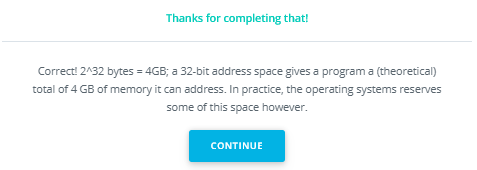 Thanks for completing that!
Correct! 2^32 bytes = 4GB; a 32-bit address space gives a program a (theoretical)
total of 4 GB of memory it can address. In practice, the operating systems reserves
some of this space however.
CONTINUE